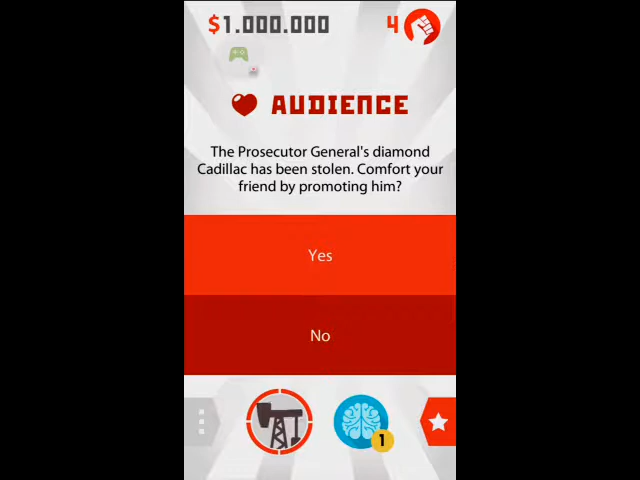 $1.000.000 4
AUDIENCE
The Prosecutor General's diamond
Cadillac has been stolen. Comfort your
friend by promoting him?
Yes
No
1